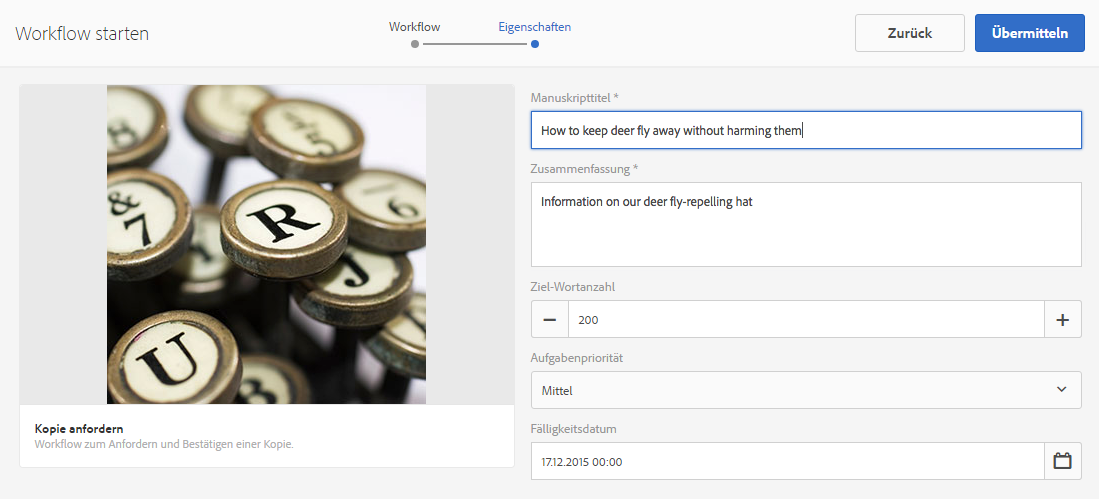 Workflow starten
Workflow
Eigenschaften
Zurück
Übermitteln
&
7
R
16
J
U
Kopie anfordern
Workflow zum Anfordern und Bestätigen einer Kopie.
Manuskripttitel *
How to keep deer fly away without harming them
Zusammenfassung *
Information on our deer fly-repelling hat
Ziel-Wortanzahl
200
Aufgabenpriorität
Mittel
Fälligkeitsdatum
17.12.2015 00:00